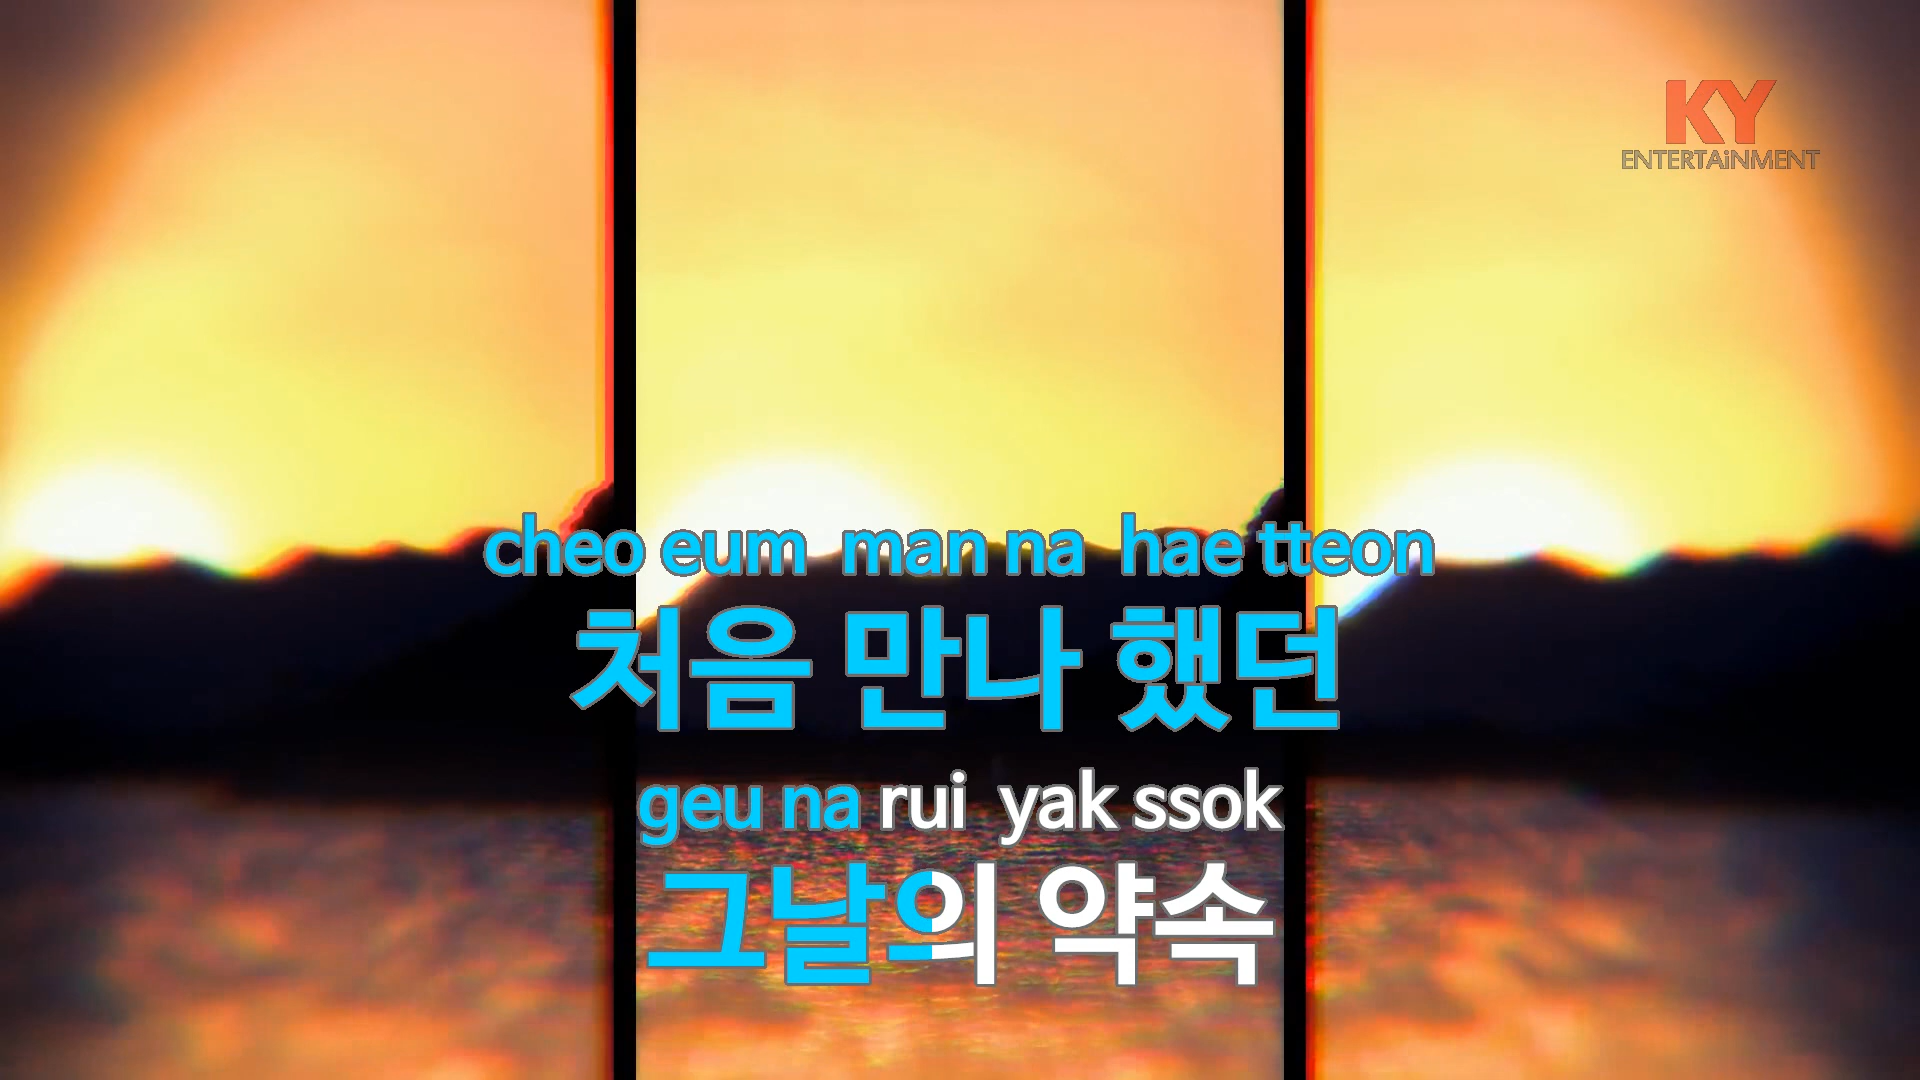 KY
ENTERTAiNMENT
cheo eum man na hae tteon
처음 만나 했던
geu na rui yak ssok
그날의 약속